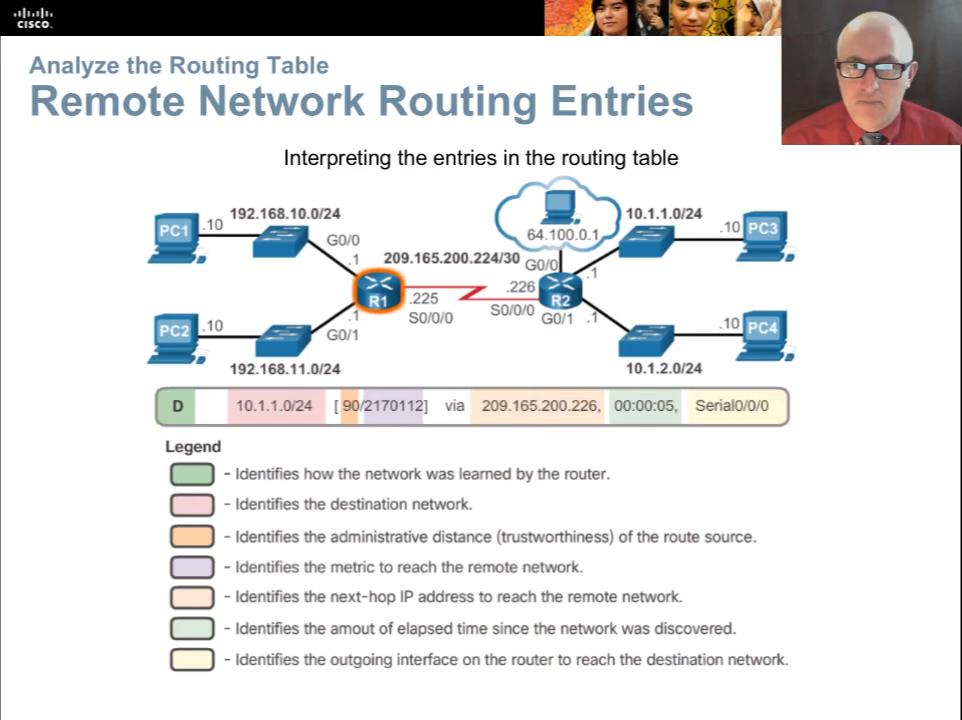 CISCO.
Analyze the Routing Table
Remote Network Routing Entries
Interpreting the entries in the routing table
192.168.10.0/24
10.1.1.0/24
PC1
.10
.10
PC3
64.100.0.1
G0/0
209.165.200.224/30
G0/0
.1
.1
R1
.225
.226
R2
S0/0/0
S0/0/0
G0/1
.1
.1
G0/1
PC2
.10
.10
PC4
192.168.11.0/24
10.1.2.0/24
D 10.1.1.0/24 [ 90/2170112] via 209.165.200.226, 00:00:05, Serial0/0/0
Legend
- Identifies how the network was learned by the router.
- Identifies the destination network.
- Identifies the administrative distance (trustworthiness) of the route source.
- Identifies the metric to reach the remote network.
- Identifies the next-hop IP address to reach the remote network.
- Identifies the amout of elapsed time since the network was discovered.
- Identifies the outgoing interface on the router to reach the destination network.